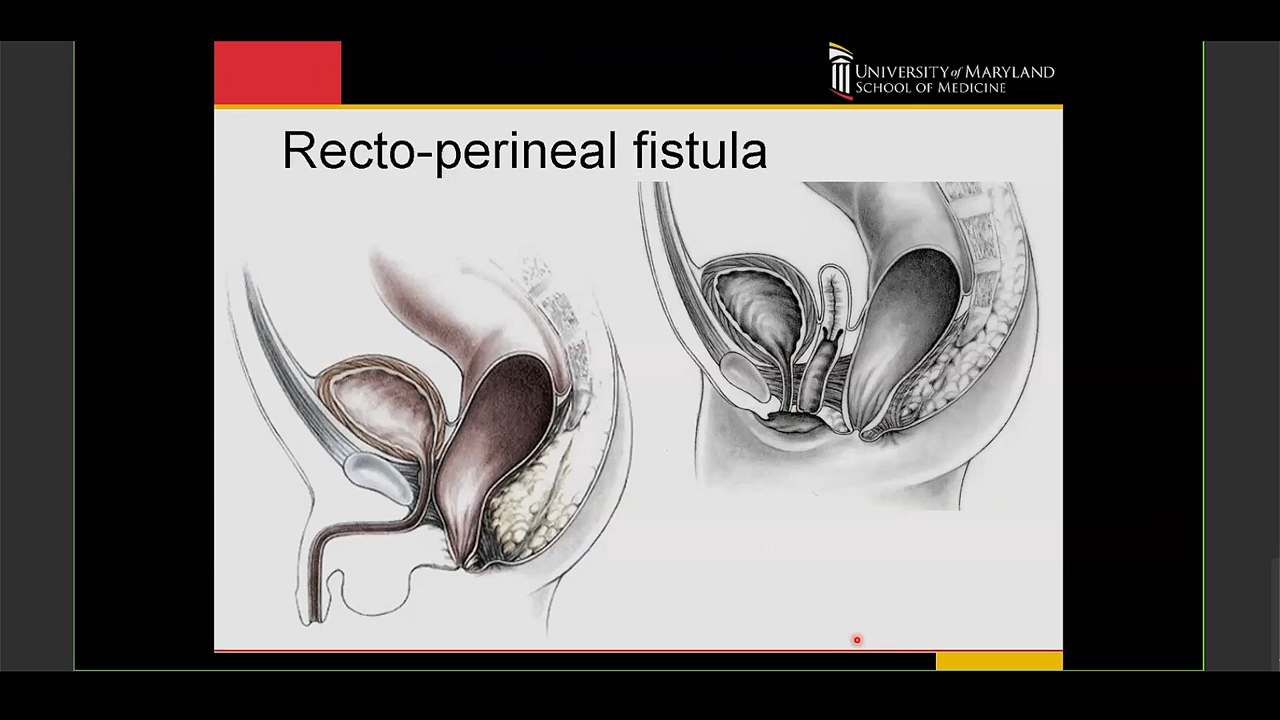 UNIVERSITY of MARYLAND
SCHOOL OF MEDICINE
Recto-perineal fistula